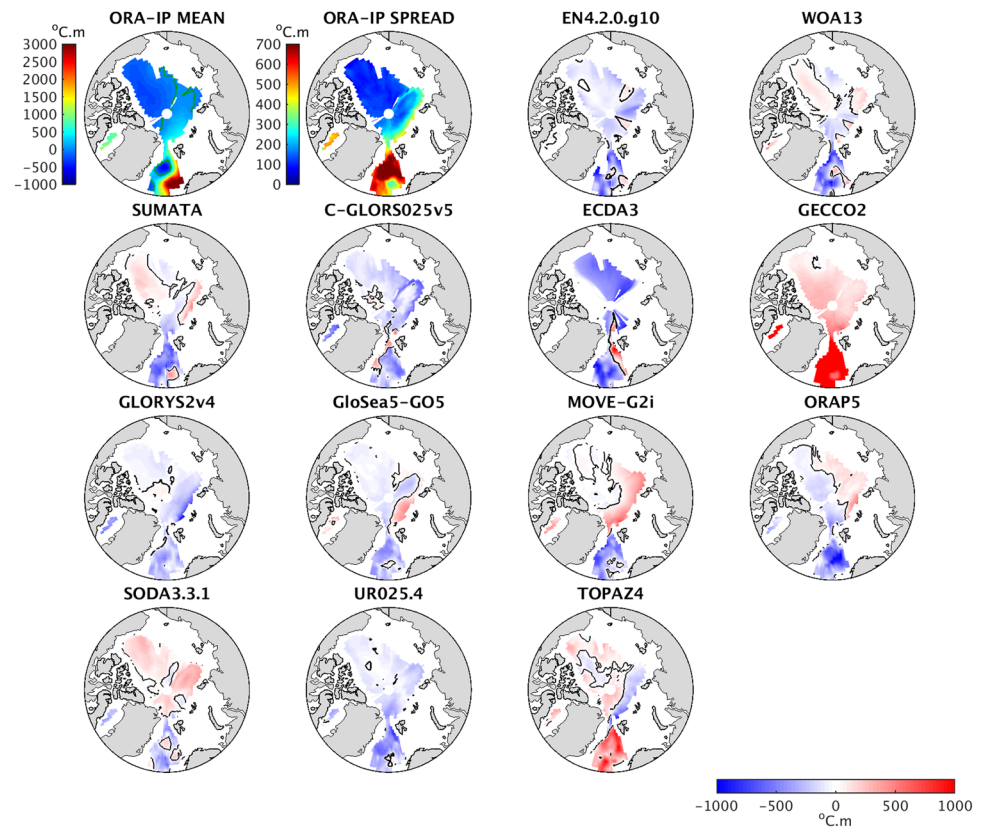 ORA-IP MEAN
ORA-IP SPREAD
EN4.2.0.g10
WOA13
°C.m
3000
2500
2000
1500
1000
500
0
−500
−1000
°C.m
700
600
500
400
300
200
100
0
SUMATA
C-GLORS025v5
ECDA3
GECCO2
GLORYS2v4
GloSea5-GO5
MOVE-G2i
ORAP5
SODA3.3.1
UR025.4
TOPAZ4
−1000 −500 0 500 1000
°C.m